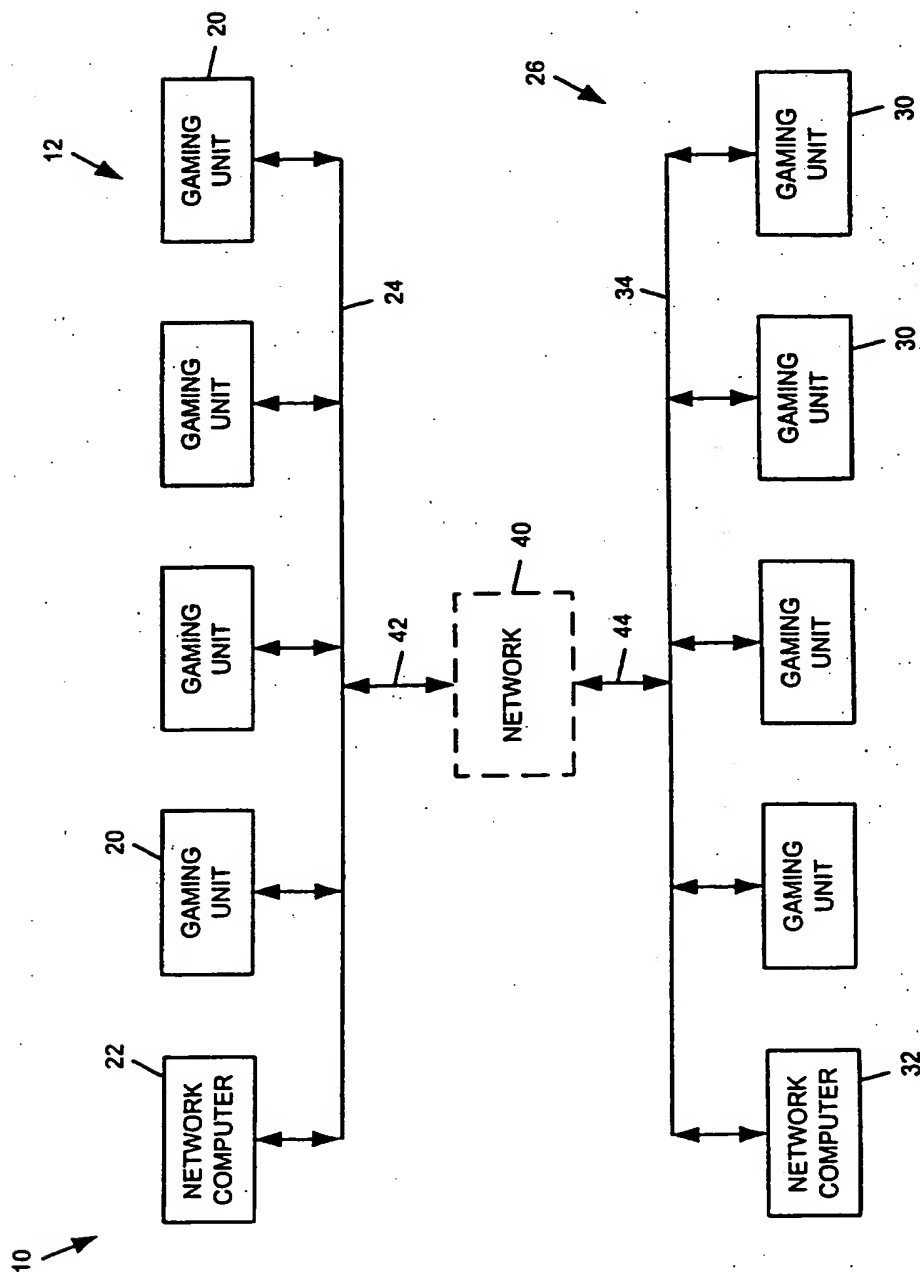 10
12
22
20
20
NETWORK
COMPUTER
GAMING
UNIT
GAMING
UNIT
GAMING
UNIT
GAMING
UNIT
24
42
40
NETWORK
26
44
34
NETWORK
COMPUTER
GAMING
UNIT
GAMING
UNIT
GAMING
UNIT
GAMING
UNIT
32
30
30